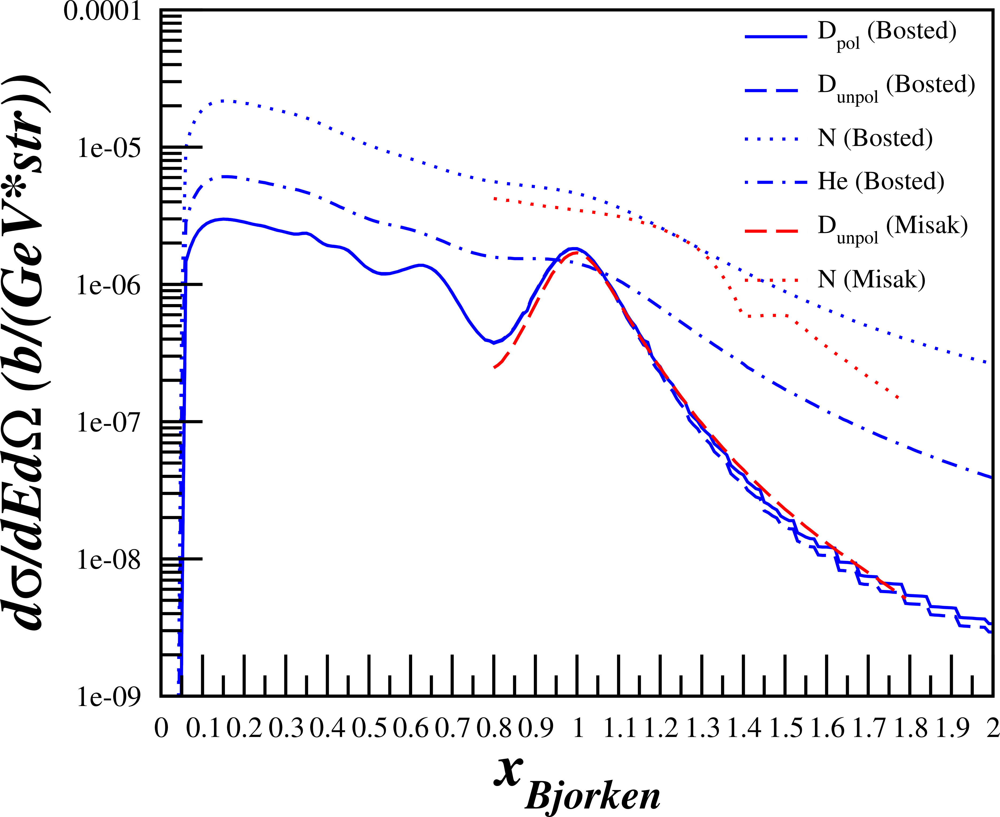 dσ/dEdΩ (b/(GeV*str))
0.0001
1e-05
1e-06
1e-07
1e-08
1e-09
D_pol (Bosted)
D_unpol (Bosted)
N (Bosted)
He (Bosted)
D_unpol (Misak)
N (Misak)
0 0.1 0.2 0.3 0.4 0.5 0.6 0.7 0.8 0.9 1 1.1 1.2 1.3 1.4 1.5 1.6 1.7 1.8 1.9 2
x_Bjorken